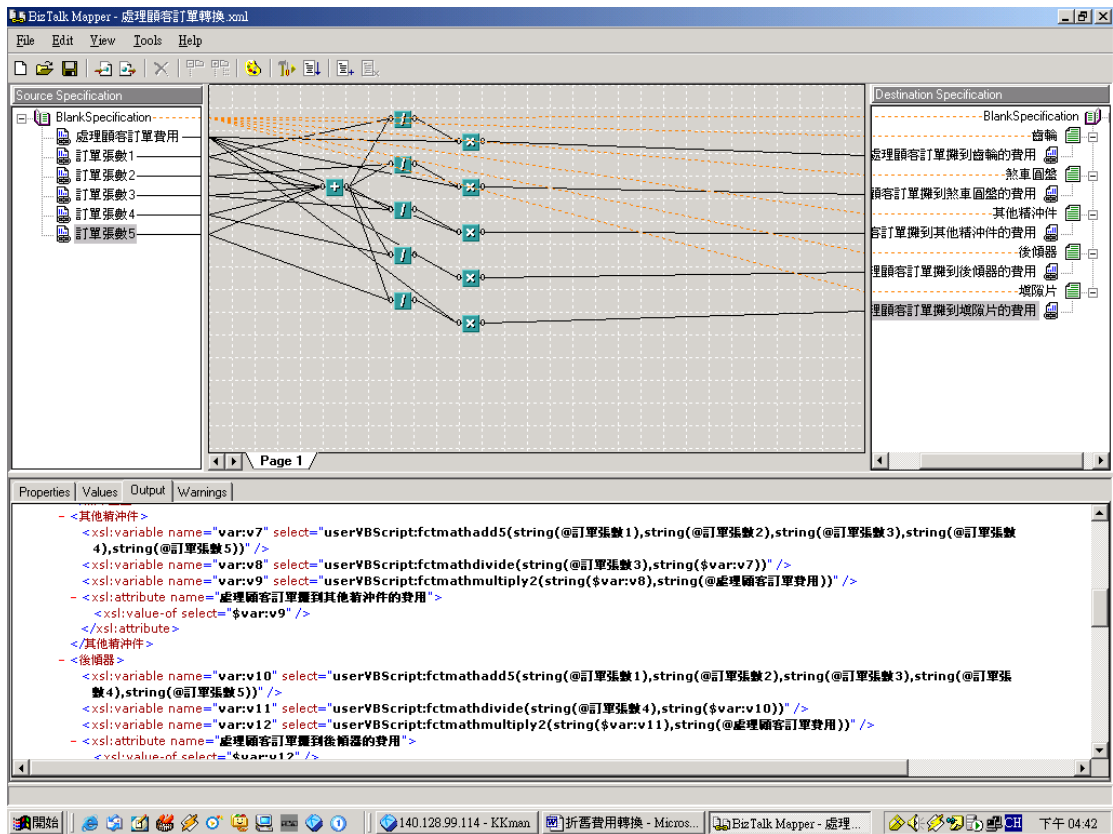 BizTalk Mapper - 處理顧客訂單轉換.xml
File Edit View Tools Help
Source Specification
BlankSpecification
處理顧客訂單費用
訂單張數1
訂單張數2
訂單張數3
訂單張數4
訂單張數5
Page 1
Destination Specification
BlankSpecification
齒輪
處理顧客訂單攤到齒輪的費用
煞車圓盤
顧客訂單攤到煞車圓盤的費用
其他精沖件
客訂單攤到其他精沖件的費用
後傾器
理顧客訂單攤到後傾器的費用
墊隙片
理顧客訂單攤到墊隙片的費用
Properties Values Output Warnings
- <其他精沖件>
<xsl:variable name="var:v7" select="userVBScript:fctmathadd5(string(@訂單張數1),string(@訂單張數2),string(@訂單張數3),string(@訂單張數
4),string(@訂單張數5))" />
<xsl:variable name="var:v8" select="userVBScript:fctmathdivide(string(@訂單張數3),string($var:v7))" />
<xsl:variable name="var:v9" select="userVBScript:fctmathmultiply2(string($var:v8),string(@處理顧客訂單費用))" />
- <xsl:attribute name="處理顧客訂單攤到其他精沖件的費用">
<xsl:value-of select="$var:v9" />
</xsl:attribute>
</其他精沖件>
- <後傾器>
<xsl:variable name="var:v10" select="userVBScript:fctmathadd5(string(@訂單張數1),string(@訂單張數2),string(@訂單張數3),string(@訂單張
數4),string(@訂單張數5))" />
<xsl:variable name="var:v11" select="userVBScript:fctmathdivide(string(@訂單張數4),string($var:v10))" />
<xsl:variable name="var:v12" select="userVBScript:fctmathmultiply2(string($var:v11),string(@處理顧客訂單費用))" />
- <xsl:attribute name="處理顧客訂單攤到後傾器的費用">
<xsl:value-of select="$var:v12" />
開始 140.128.99.114 - KKman 折舊費用轉換 - Micros... BizTalk Mapper - 處理... CH 下午 04:42